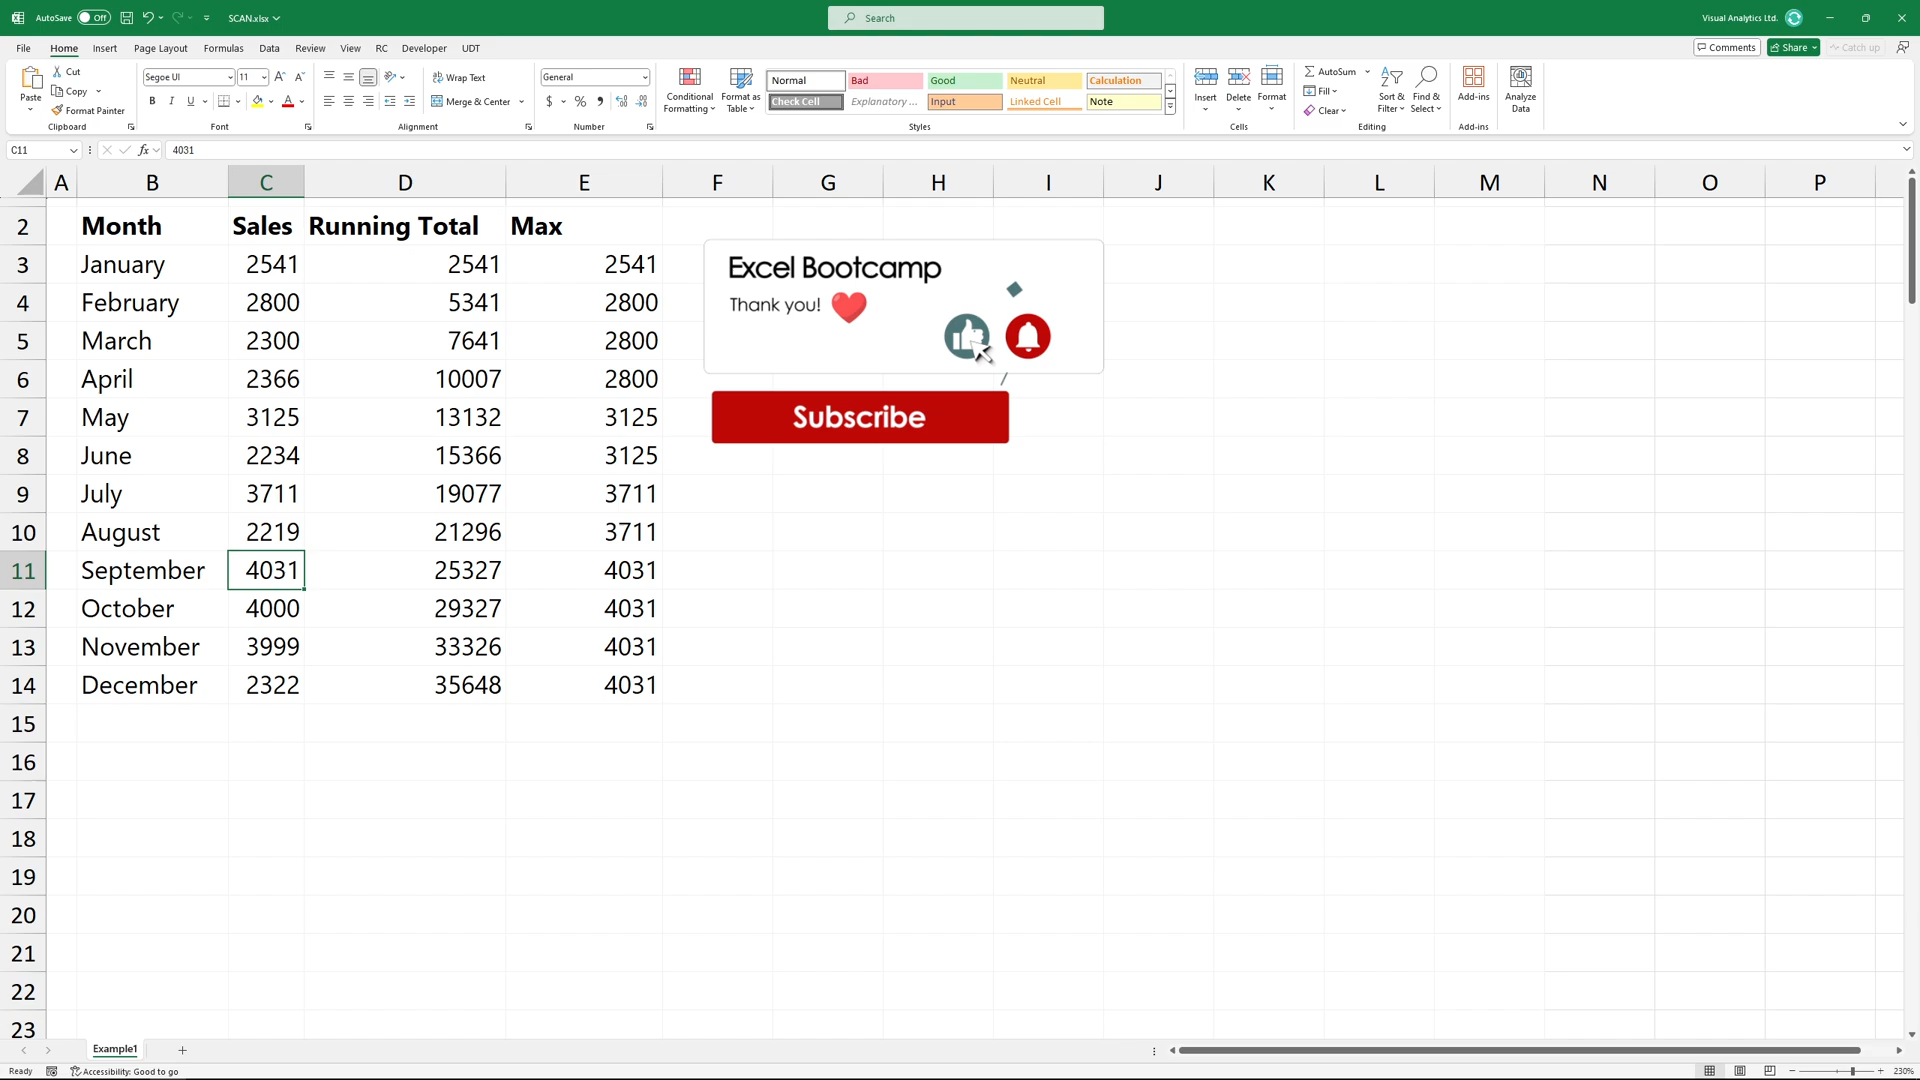 AutoSave Off SCAN.xlsx Search Visual Analytics Ltd.
File Home Insert Page Layout Formulas Data Review View RC Developer UDT Comments Share Catch up
Paste Cut Copy Format Painter Clipboard
Segoe UI 11 B I U A Font
Wrap Text Merge & Center Alignment
General $ % , Number
Conditional Formatting Format as Table
Normal Bad Good Neutral Calculation
Check Cell Explanatory ... Input Linked Cell Note
Styles
Insert Delete Format Cells
AutoSum Fill Clear Sort & Filter Find & Select Editing
Add-ins Add-ins
Analyze Data
C11 fx 4031
A B C D E F G H I J K L M N O P
2 Month Sales Running Total Max
3 January 2541 2541 2541
4 February 2800 5341 2800
5 March 2300 7641 2800
6 April 2366 10007 2800
7 May 3125 13132 3125
8 June 2234 15366 3125
9 July 3711 19077 3711
10 August 2219 21296 3711
11 September 4031 25327 4031
12 October 4000 29327 4031
13 November 3999 33326 4031
14 December 2322 35648 4031
15
16
17
18
19
20
21
22
23
Excel Bootcamp
Thank you!
Subscribe
Example1
Ready Accessibility: Good to go 230%